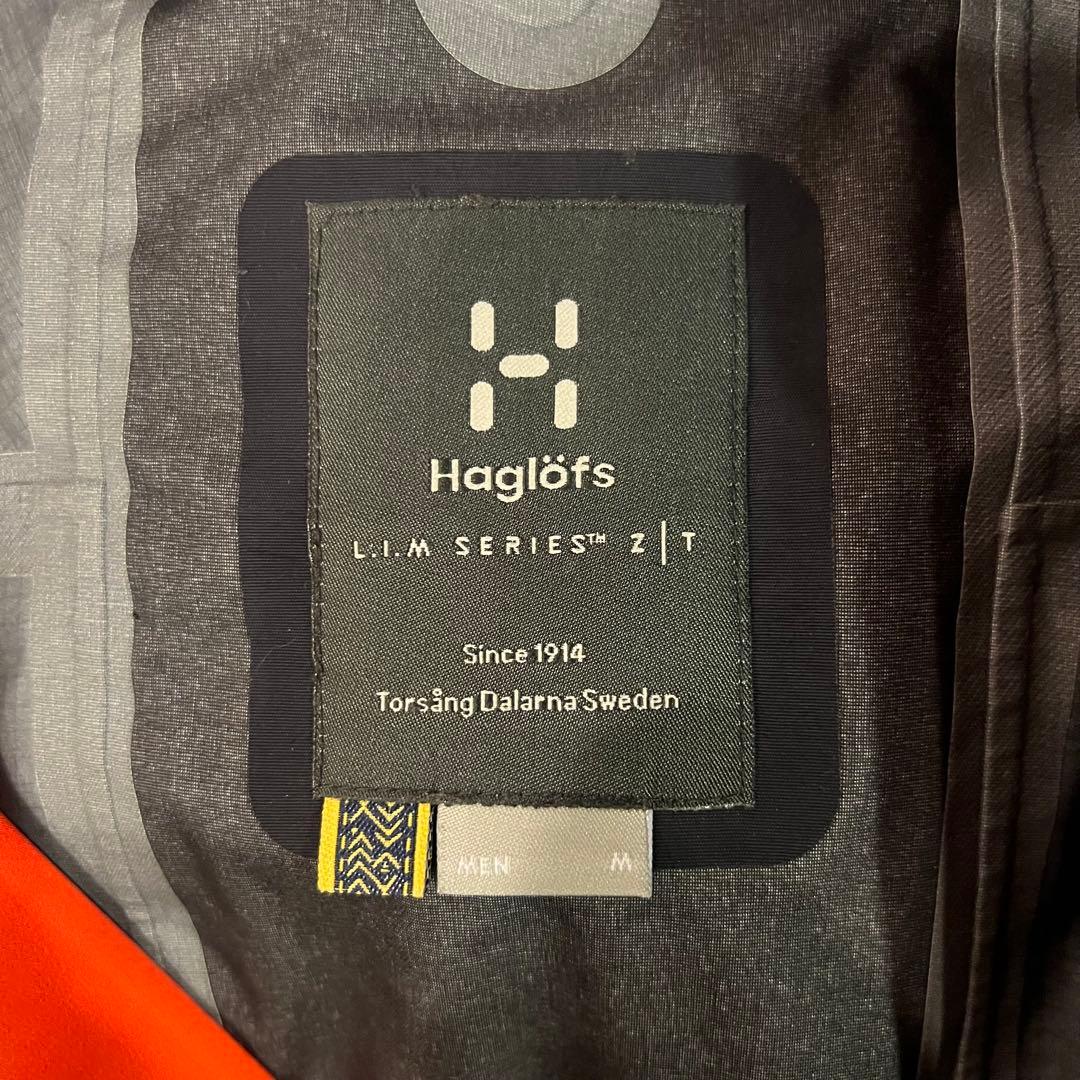 Haglöfs
L.I.M SERIES™ Z|T
Since 1914
Torsång Dalarna Sweden
MEN M